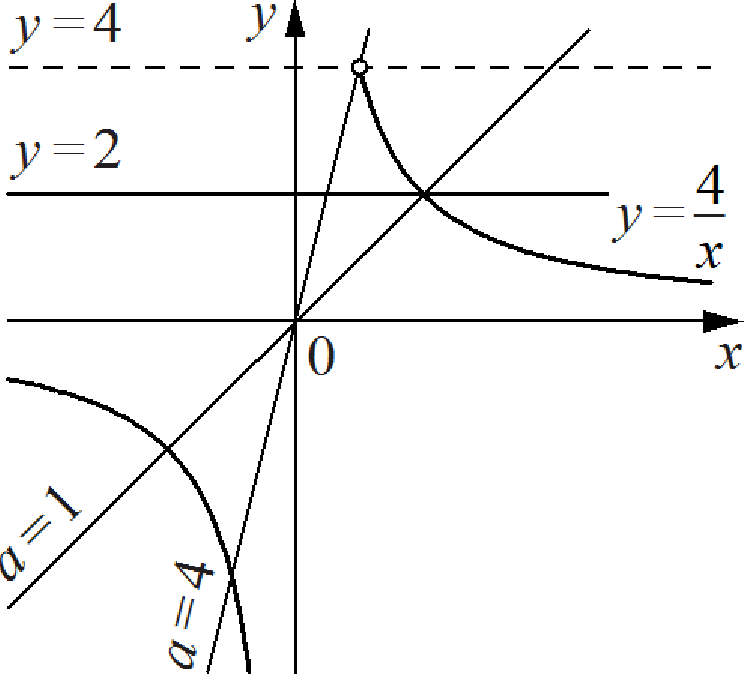 y = 4
y
y = 2
y = 4/x
0
x
a = 1
a = 4